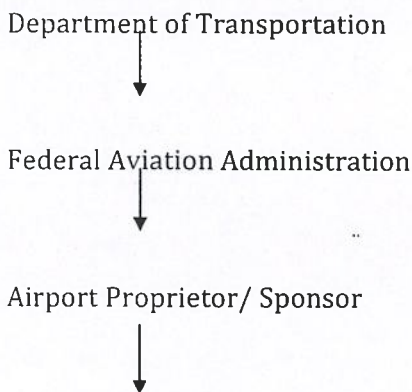 Department of Transportation
Federal Aviation Administration
Airport Proprietor/ Sponsor